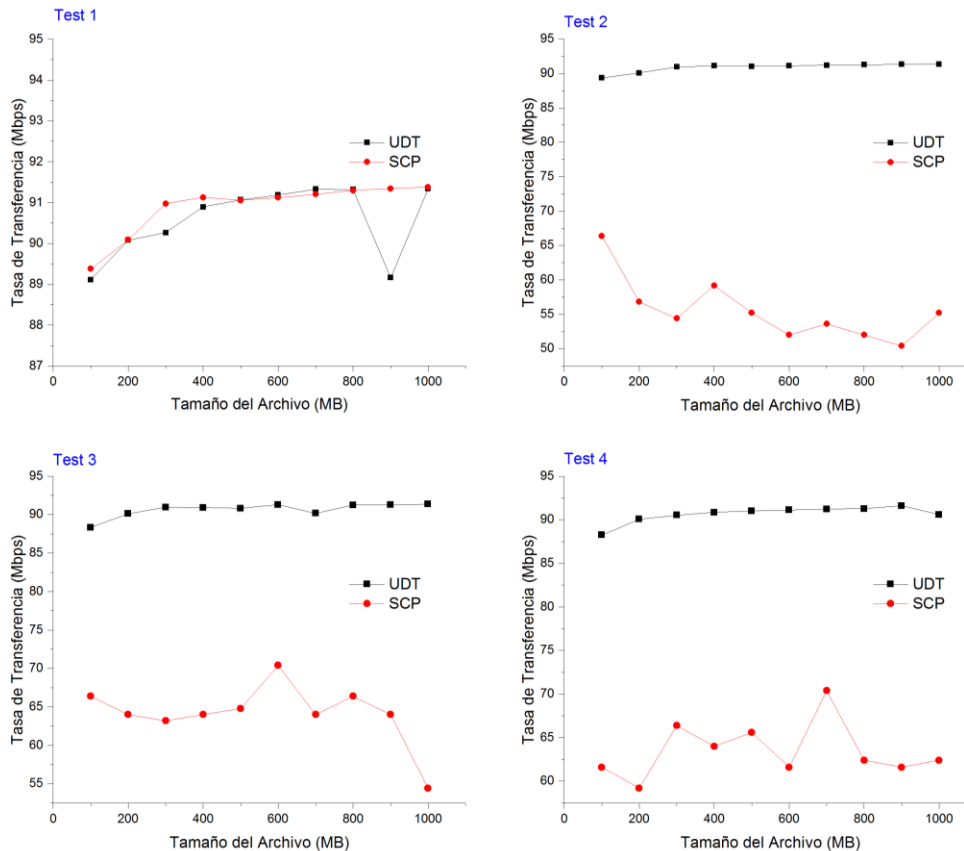 Test 1
95
94
93
92
91
90
89
88
87
Tasa de Transferencia (Mbps)
UDT
SCP
0 200 400 600 800 1000
Tamaño del Archivo (MB)
Test 2
95
90
85
80
75
70
65
60
55
50
Tasa de Transferencia (Mbps)
UDT
SCP
0 200 400 600 800 1000
Tamaño del Archivo (MB)
Test 3
95
90
85
80
75
70
65
60
55
Tasa de Transferencia (Mbps)
UDT
SCP
0 200 400 600 800 1000
Tamaño del Archivo (MB)
Test 4
95
90
85
80
75
70
65
60
Tasa de Transferencia (Mbps)
UDT
SCP
0 200 400 600 800 1000
Tamaño del Archivo (MB)